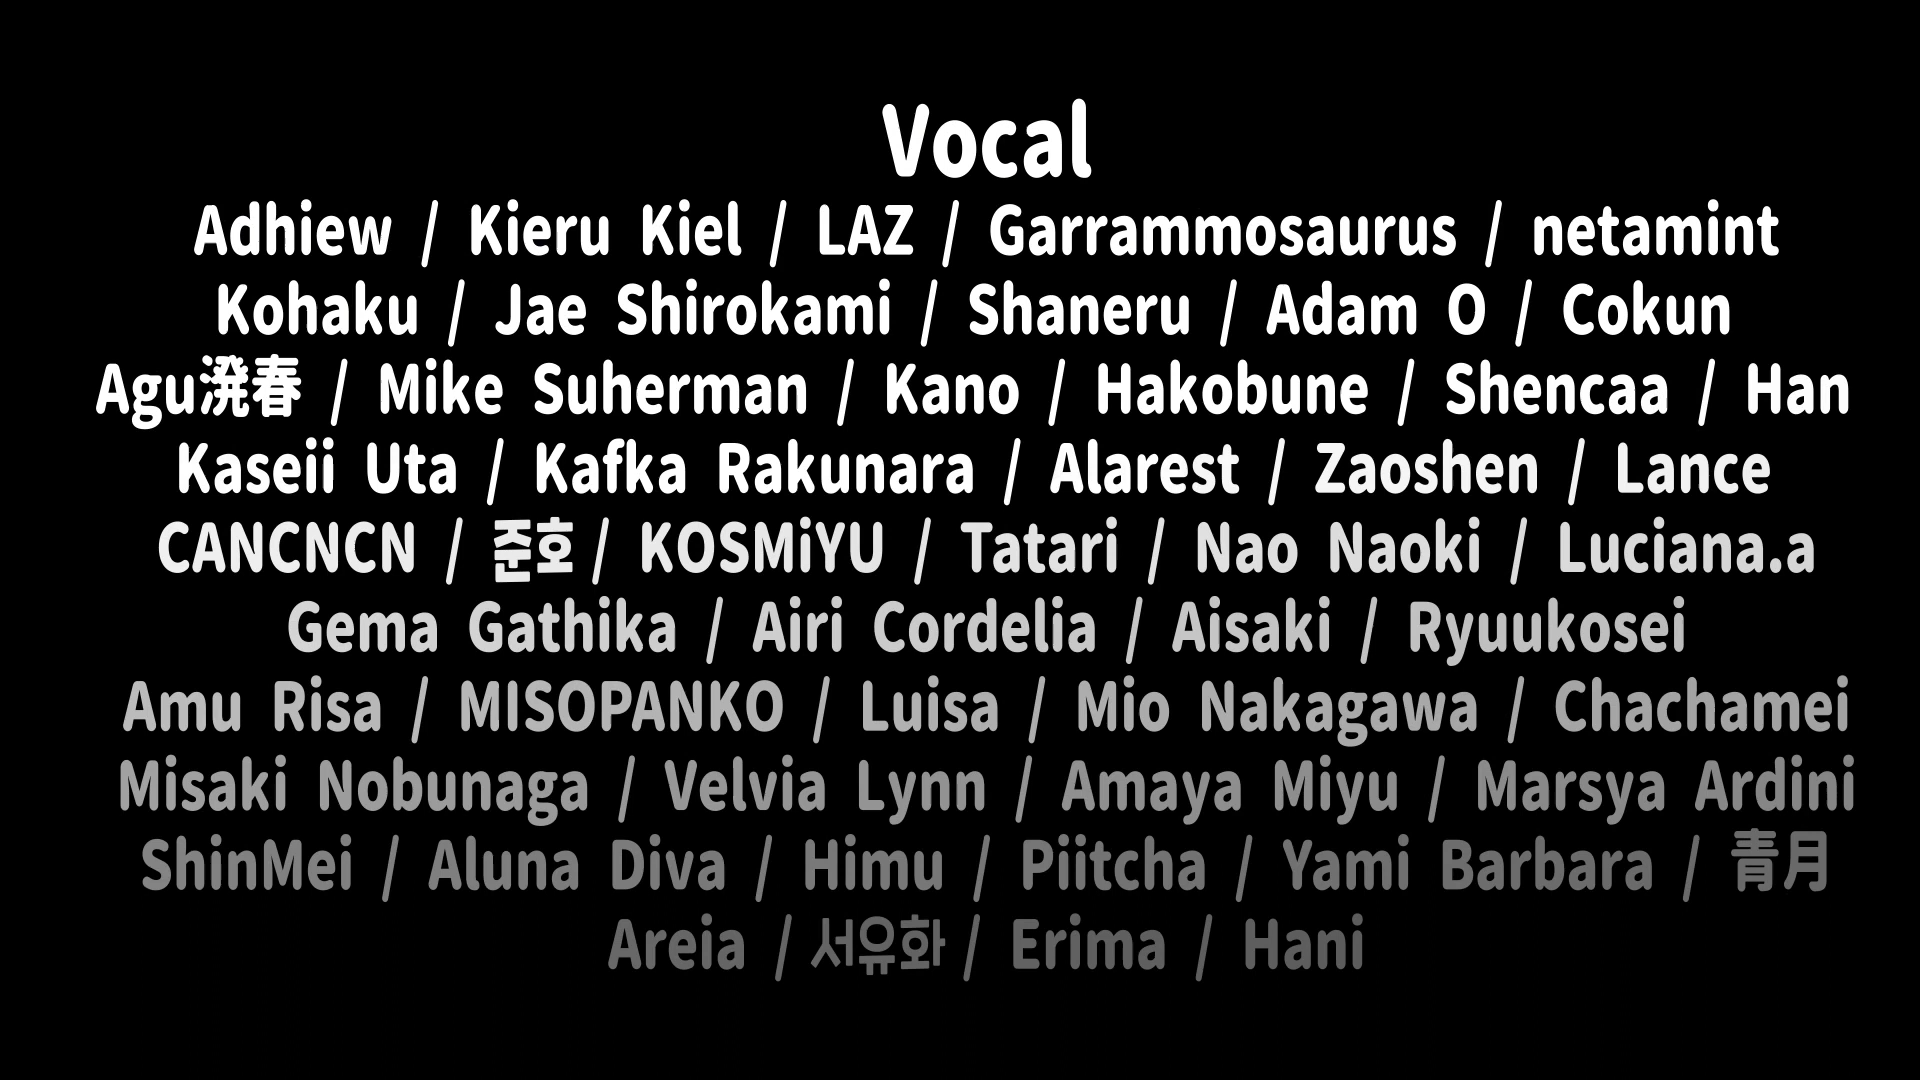 Vocal
Adhiew / Kieru Kiel / LAZ / Garrammosaurus / netamint
Kohaku / Jae Shirokami / Shaneru / Adam O / Cokun
Agu溌春 / Mike Suherman / Kano / Hakobune / Shencaa / Han
Kaseii Uta / Kafka Rakunara / Alarest / Zaoshen / Lance
CANCNCN / 준호 / KOSMiYU / Tatari / Nao Naoki / Luciana.a
Gema Gathika / Airi Cordelia / Aisaki / Ryuukosei
Amu Risa / MISOPANKO / Luisa / Mio Nakagawa / Chachamei
Misaki Nobunaga / Velvia Lynn / Amaya Miyu / Marsya Ardini
ShinMei / Aluna Diva / Himu / Piitcha / Yami Barbara / 青月
Areia / 서유화 / Erima / Hani